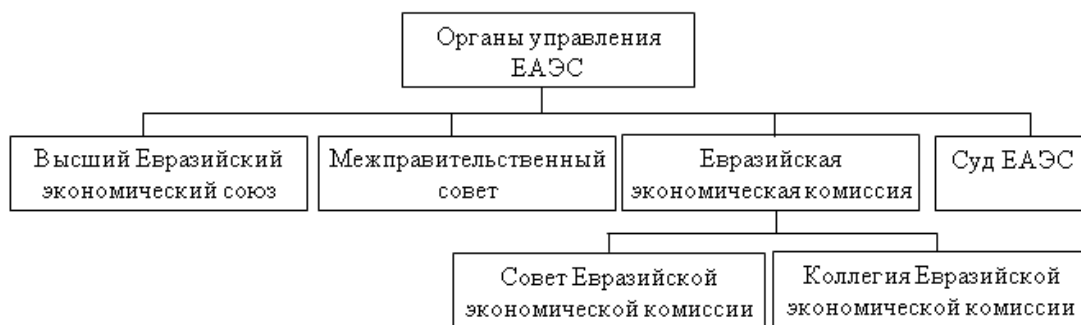 Органы управления
ЕАЭС
Высший Евразийский
экономический союз
Межправительственный
совет
Евразийская
экономическая комиссия
Суд ЕАЭС
Совет Евразийской
экономической комиссии
Коллегия Евразийской
экономической комиссии